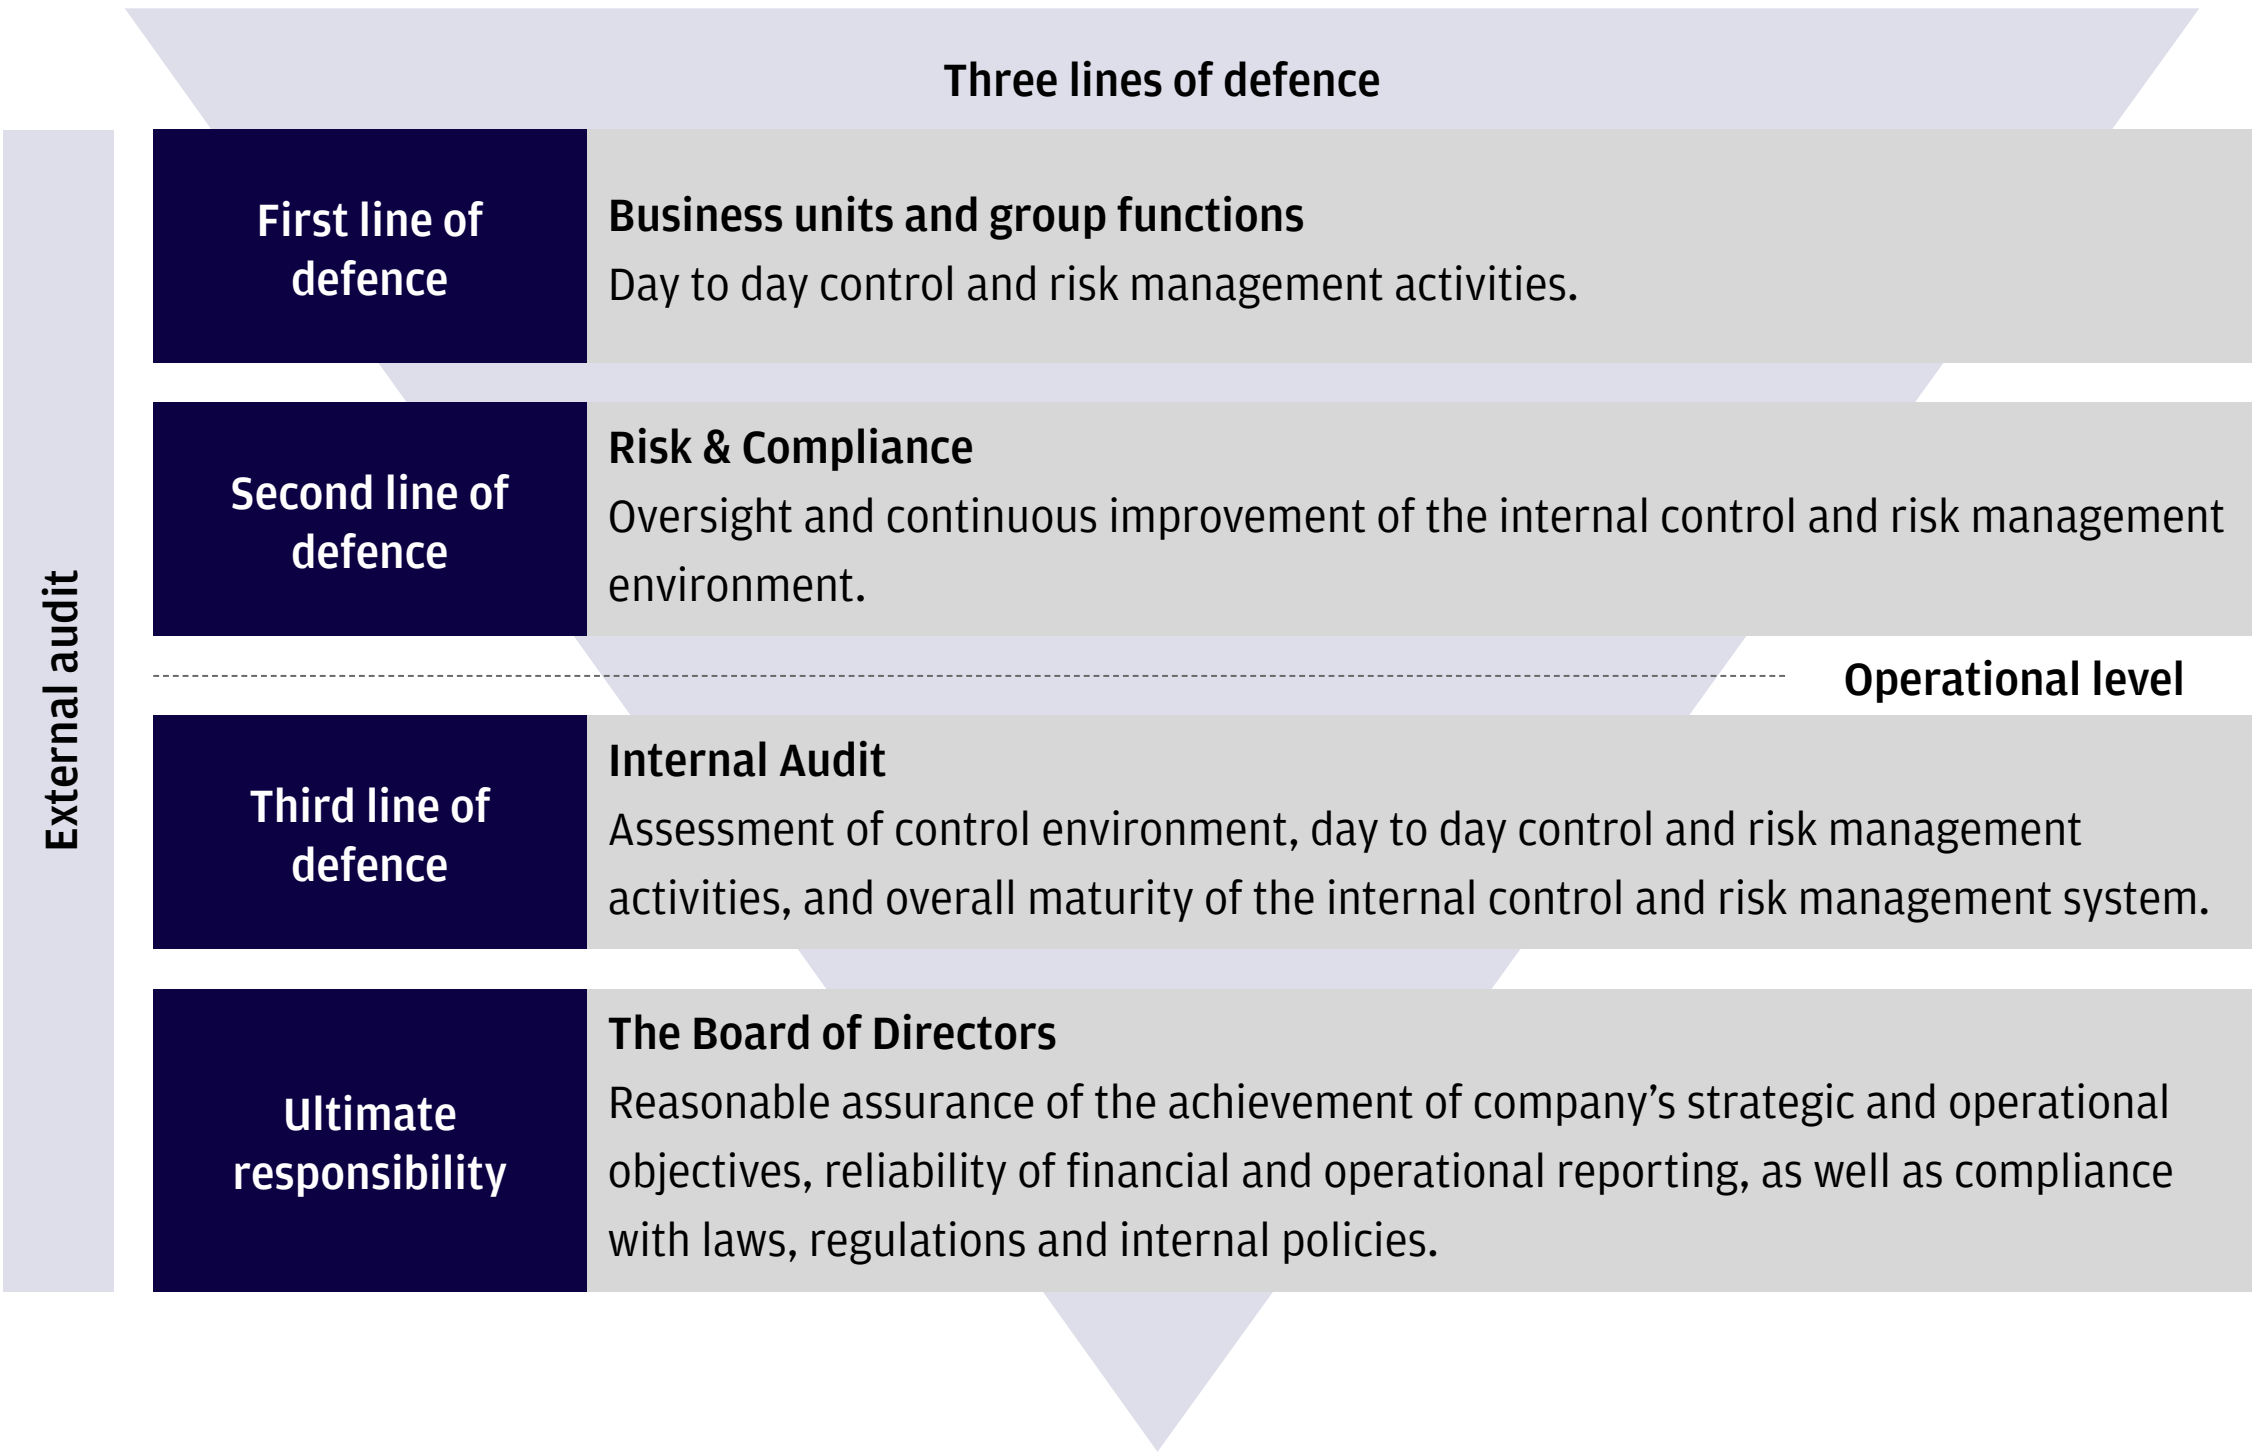 Three lines of defence
External audit
First line of
defence
Business units and group functions
Day to day control and risk management activities.
Second line of
defence
Risk & Compliance
Oversight and continuous improvement of the internal control and risk management
environment.
Operational level
Third line of
defence
Internal Audit
Assessment of control environment, day to day control and risk management
activities, and overall maturity of the internal control and risk management system.
Ultimate
responsibility
The Board of Directors
Reasonable assurance of the achievement of company’s strategic and operational
objectives, reliability of financial and operational reporting, as well as compliance
with laws, regulations and internal policies.